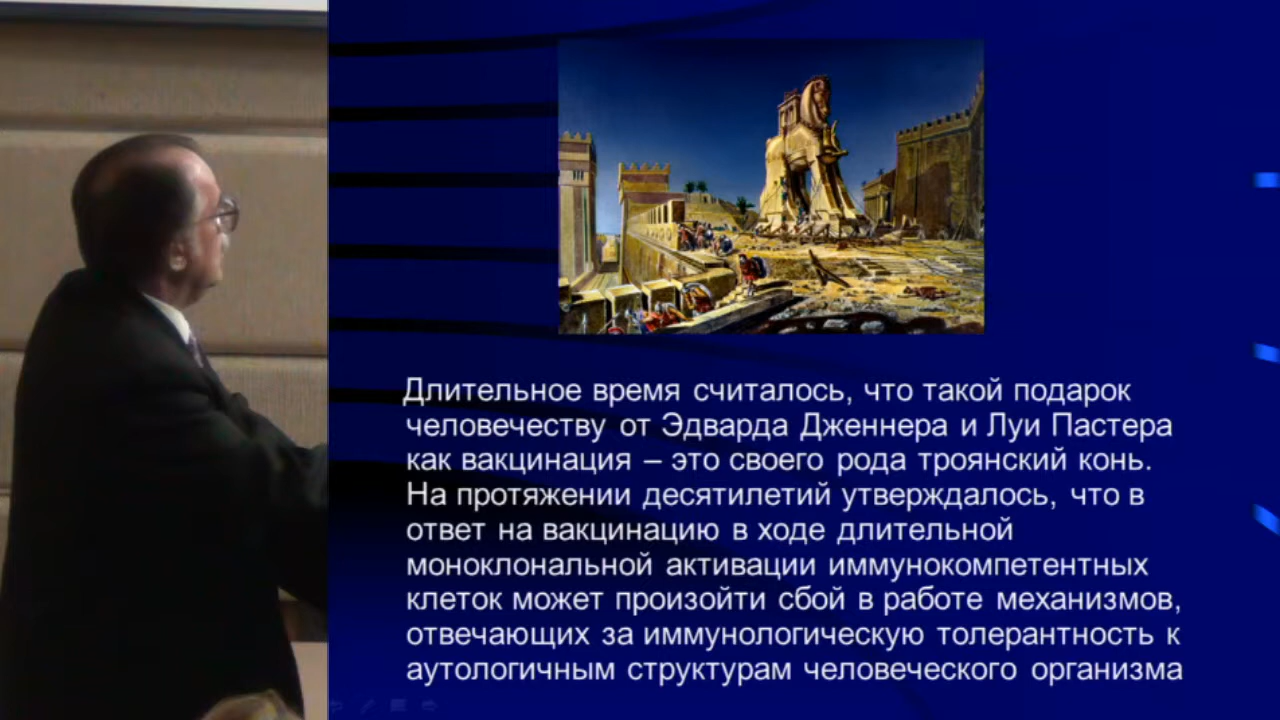 Длительное время считалось, что такой подарок
человечеству от Эдварда Дженнера и Луи Пастера
как вакцинация – это своего рода троянский конь.
На протяжении десятилетий утверждалось, что в
ответ на вакцинацию в ходе длительной
моноклональной активации иммунокомпетентных
клеток может произойти сбой в работе механизмов,
отвечающих за иммунологическую толерантность к
аутологичным структурам человеческого организма